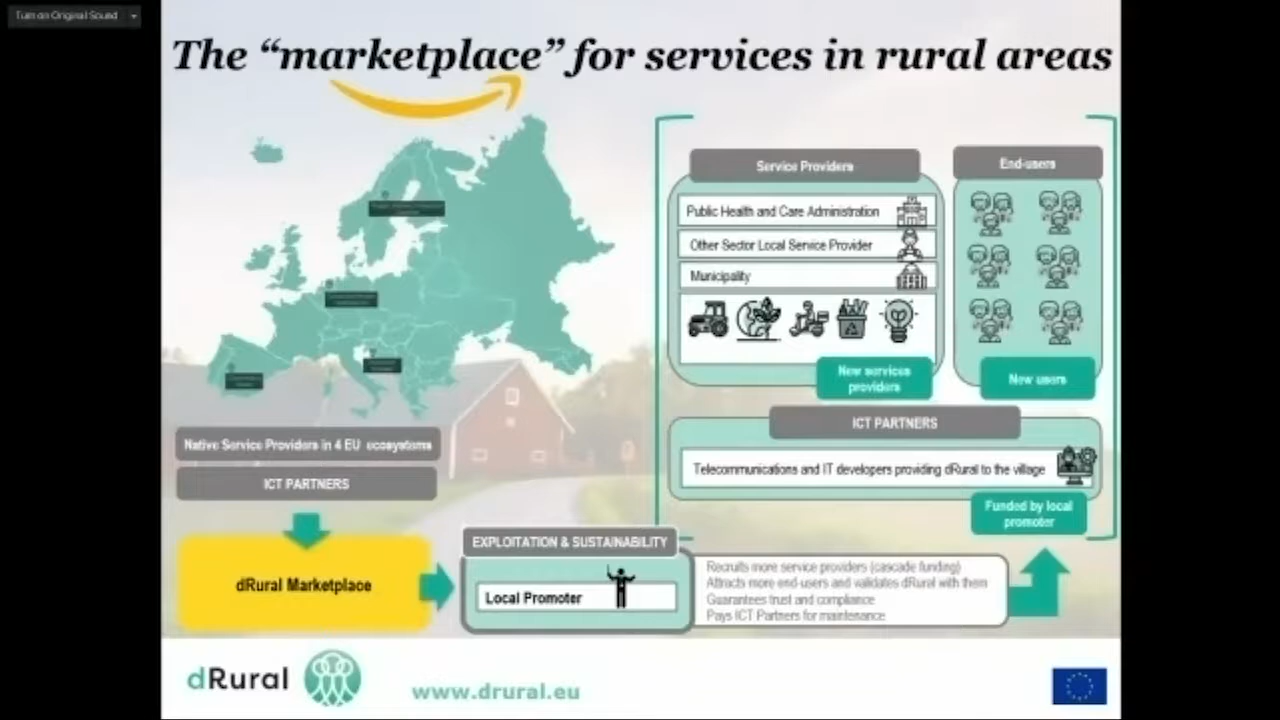 Turn on Original Sound
The “marketplace” for services in rural areas
Service Providers
End-users
Public Health and Care Administration
Other Sector Local Service Provider
Municipality
New services
providers
New users
ICT PARTNERS
Telecommunications and IT developers providing dRural to the village
Funded by local
promoter
Native Service Providers in 4 EU ecosystems
ICT PARTNERS
dRural Marketplace
EXPLOITATION & SUSTAINABILITY
Local Promoter
Recruits more service providers (cascade funding)
Attracts more end-users and validates dRural with them
Guarantees trust and compliance
Pays ICT Partners for maintenance
dRural
www.drural.eu